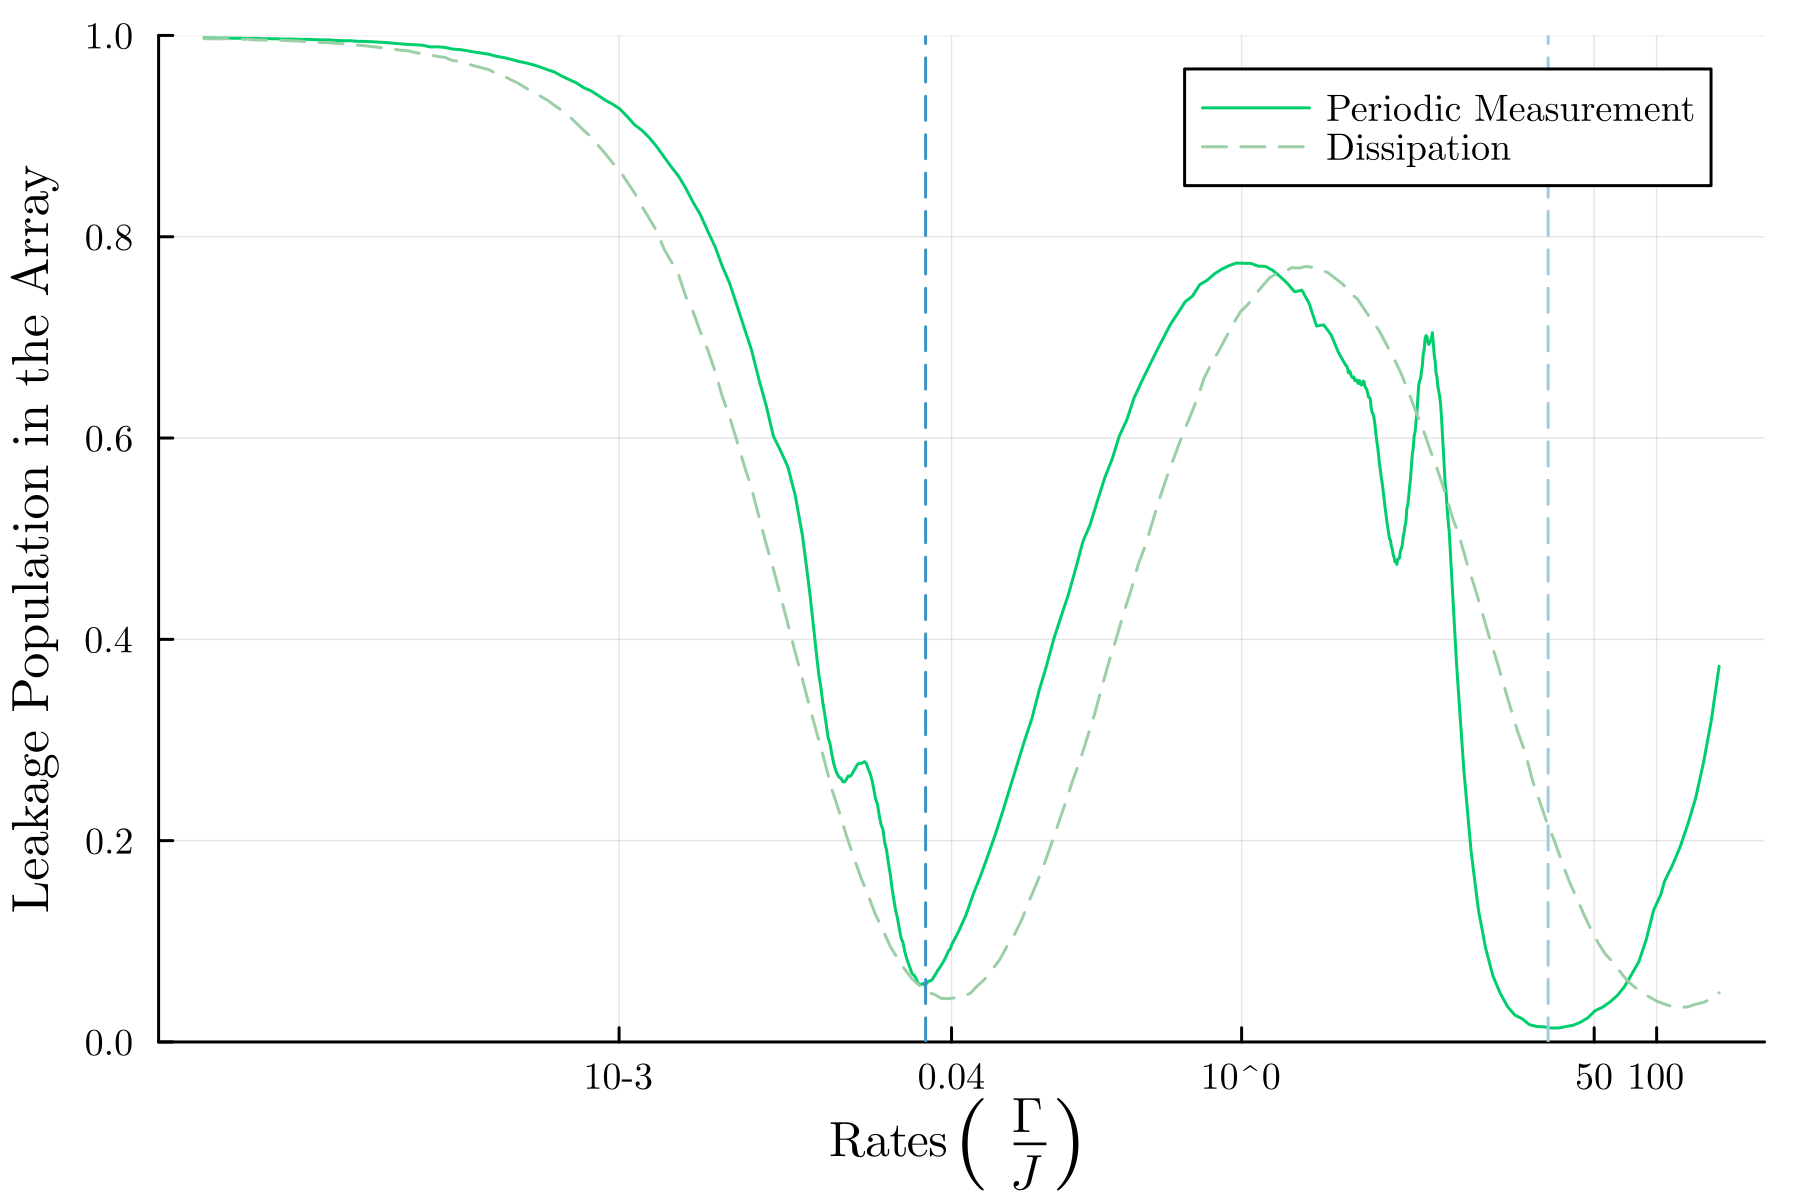 Leakage Population in the Array
1.0
0.8
0.6
0.4
0.2
0.0
Periodic Measurement
Dissipation
10-3
0.04
10^0
50
100
Rates ( Γ / J )